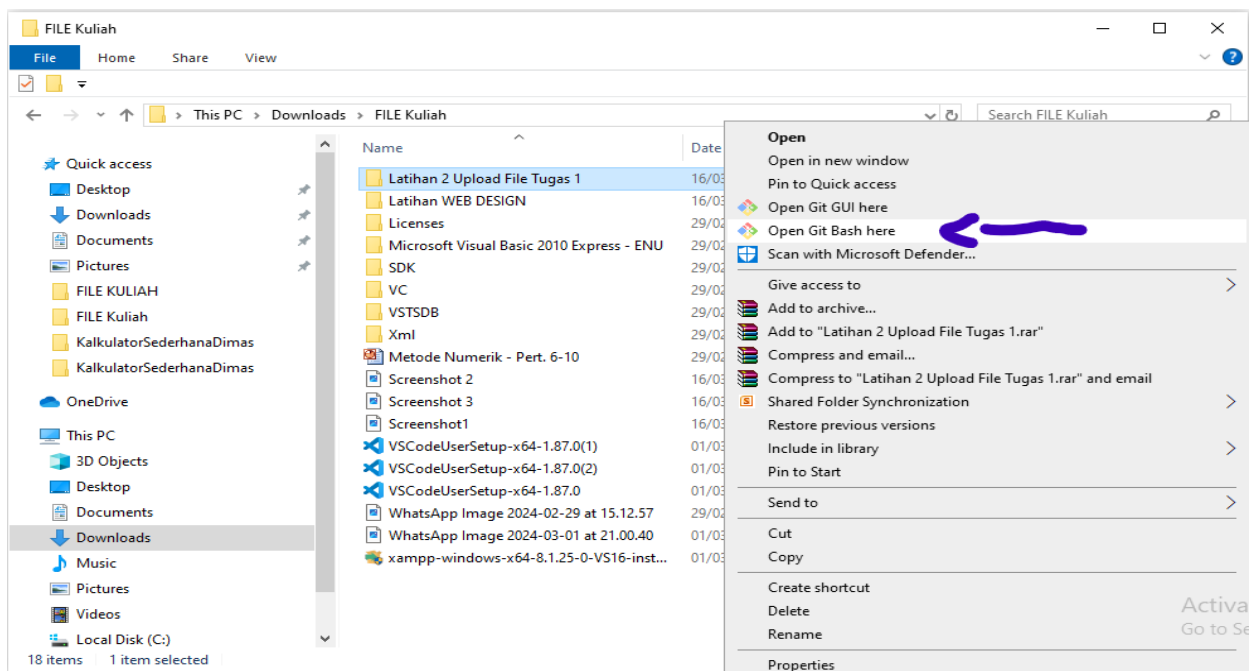 FILE Kuliah
File Home Share View
This PC > Downloads > FILE Kuliah
Search FILE Kuliah
Quick access
Desktop
Downloads
Documents
Pictures
FILE KULIAH
FILE Kuliah
KalkulatorSederhanaDimas
KalkulatorSederhanaDimas
OneDrive
This PC
3D Objects
Desktop
Documents
Downloads
Music
Pictures
Videos
Local Disk (C:)
Name Date
Latihan 2 Upload File Tugas 1 16/03
Latihan WEB DESIGN 16/03
Licenses 29/02
Microsoft Visual Basic 2010 Express - ENU 29/02
SDK 29/02
VC 29/02
VSTSDB 29/02
Xml 29/02
Metode Numerik - Pert. 6-10 29/02
Screenshot 2 16/03
Screenshot 3 16/03
Screenshot1 16/03
VSCodeUserSetup-x64-1.87.0(1) 01/03
VSCodeUserSetup-x64-1.87.0(2) 01/03
VSCodeUserSetup-x64-1.87.0 01/03
WhatsApp Image 2024-02-29 at 15.12.57 29/02
WhatsApp Image 2024-03-01 at 21.00.40 01/03
xampp-windows-x64-8.1.25-0-VS16-inst... 01/03
Open
Open in new window
Pin to Quick access
Open Git GUI here
Open Git Bash here
Scan with Microsoft Defender...
Give access to
Add to archive...
Add to "Latihan 2 Upload File Tugas 1.rar"
Compress and email...
Compress to "Latihan 2 Upload File Tugas 1.rar" and email
Shared Folder Synchronization
Restore previous versions
Include in library
Pin to Start
Send to
Cut
Copy
Create shortcut
Delete
Rename
Properties
Activa
Go to Se
18 items 1 item selected